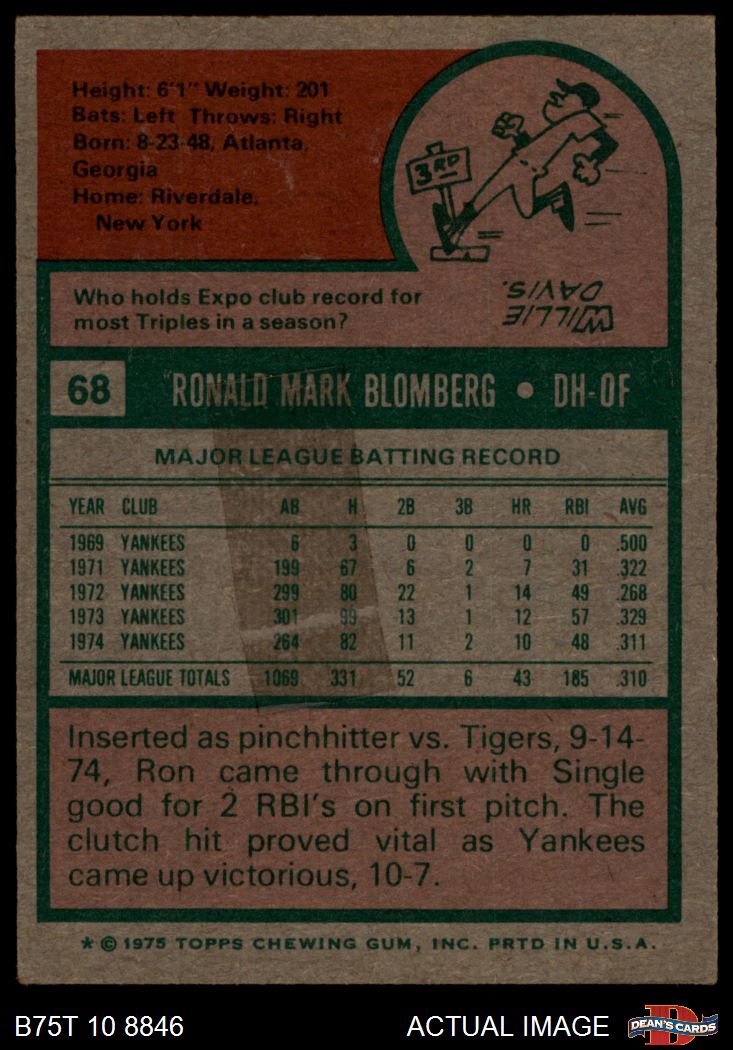 Height: 6'1" Weight: 201
Bats: Left Throws: Right
Born: 8-23-48, Atlanta,
Georgia
Home: Riverdale,
New York
3RD
Who holds Expo club record for
most Triples in a season?
WILLIE
DAVIS.
68 RONALD MARK BLOMBERG • DH-OF
MAJOR LEAGUE BATTING RECORD
YEAR CLUB AB H 2B 3B HR RBI AVG
1969 YANKEES 6 3 0 0 0 0 .500
1971 YANKEES 199 67 6 2 7 31 .322
1972 YANKEES 299 80 22 1 14 49 .268
1973 YANKEES 301 99 13 1 12 57 .329
1974 YANKEES 264 82 11 2 10 48 .311
MAJOR LEAGUE TOTALS 1069 331 52 6 43 185 .310
Inserted as pinchhitter vs. Tigers, 9-14-
74, Ron came through with Single
good for 2 RBI's on first pitch. The
clutch hit proved vital as Yankees
came up victorious, 10-7.
* © 1975 TOPPS CHEWING GUM, INC. PRTD IN U.S.A.
B75T 10 8846 ACTUAL IMAGE D DEAN'S CARDS